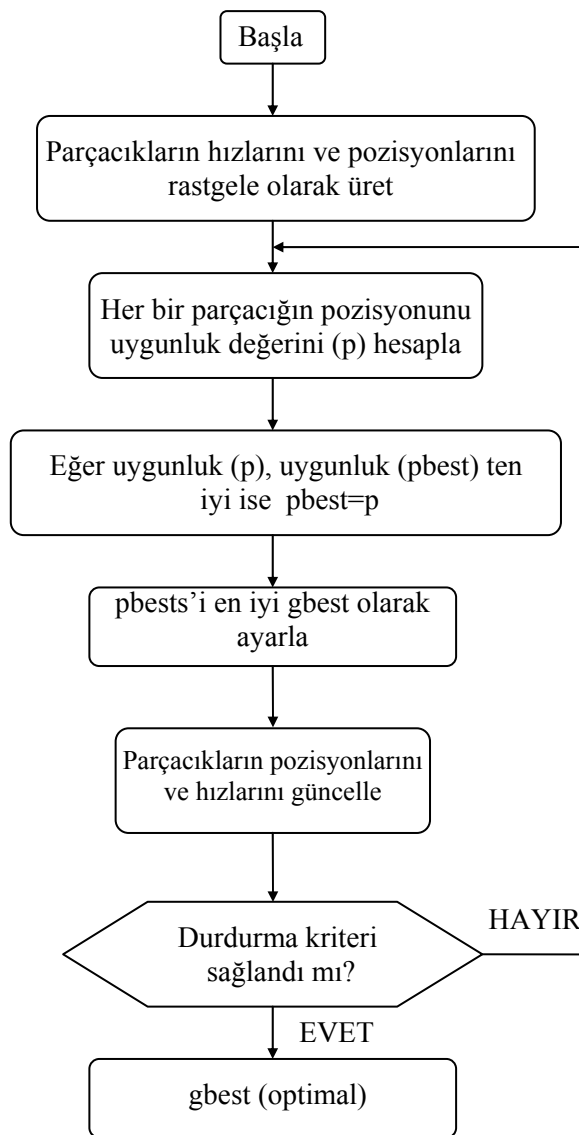 Başla
Parçacıkların hızlarını ve pozisyonlarını
rastgele olarak üret
Her bir parçacığın pozisyonunu
uygunluk değerini (p) hesapla
Eğer uygunluk (p), uygunluk (pbest) ten
iyi ise pbest=p
pbests’i en iyi gbest olarak
ayarla
Parçacıkların pozisyonlarını
ve hızlarını güncelle
Durdurma kriteri
sağlandı mı?
HAYIR
EVET
gbest (optimal)